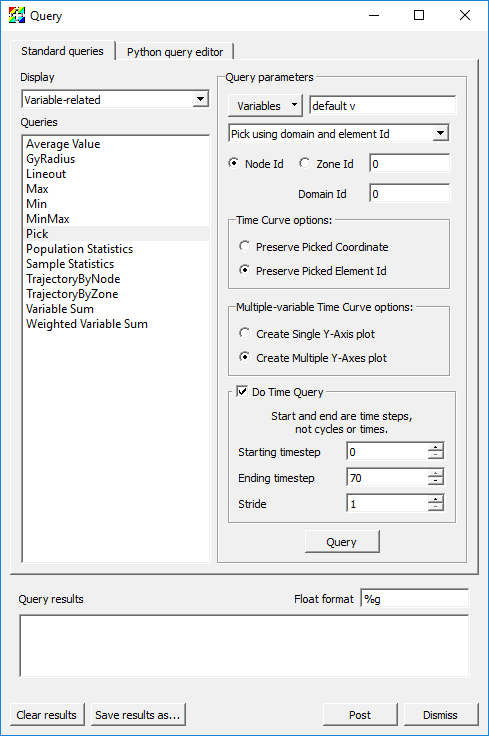 Query
Standard queries
Python query editor
Display
Variable-related
Queries
Average Value
GyRadius
Lineout
Max
Min
MinMax
Pick
Population Statistics
Sample Statistics
TrajectoryByNode
TrajectoryByZone
Variable Sum
Weighted Variable Sum
Query parameters
Variables default v
Pick using domain and element Id
Node Id Zone Id 0
Domain Id 0
Time Curve options:
Preserve Picked Coordinate
Preserve Picked Element Id
Multiple-variable Time Curve options:
Create Single Y-Axis plot
Create Multiple Y-Axes plot
Do Time Query
Start and end are time steps,
not cycles or times.
Starting timestep 0
Ending timestep 70
Stride 1
Query
Query results Float format %g
Clear results Save results as... Post Dismiss